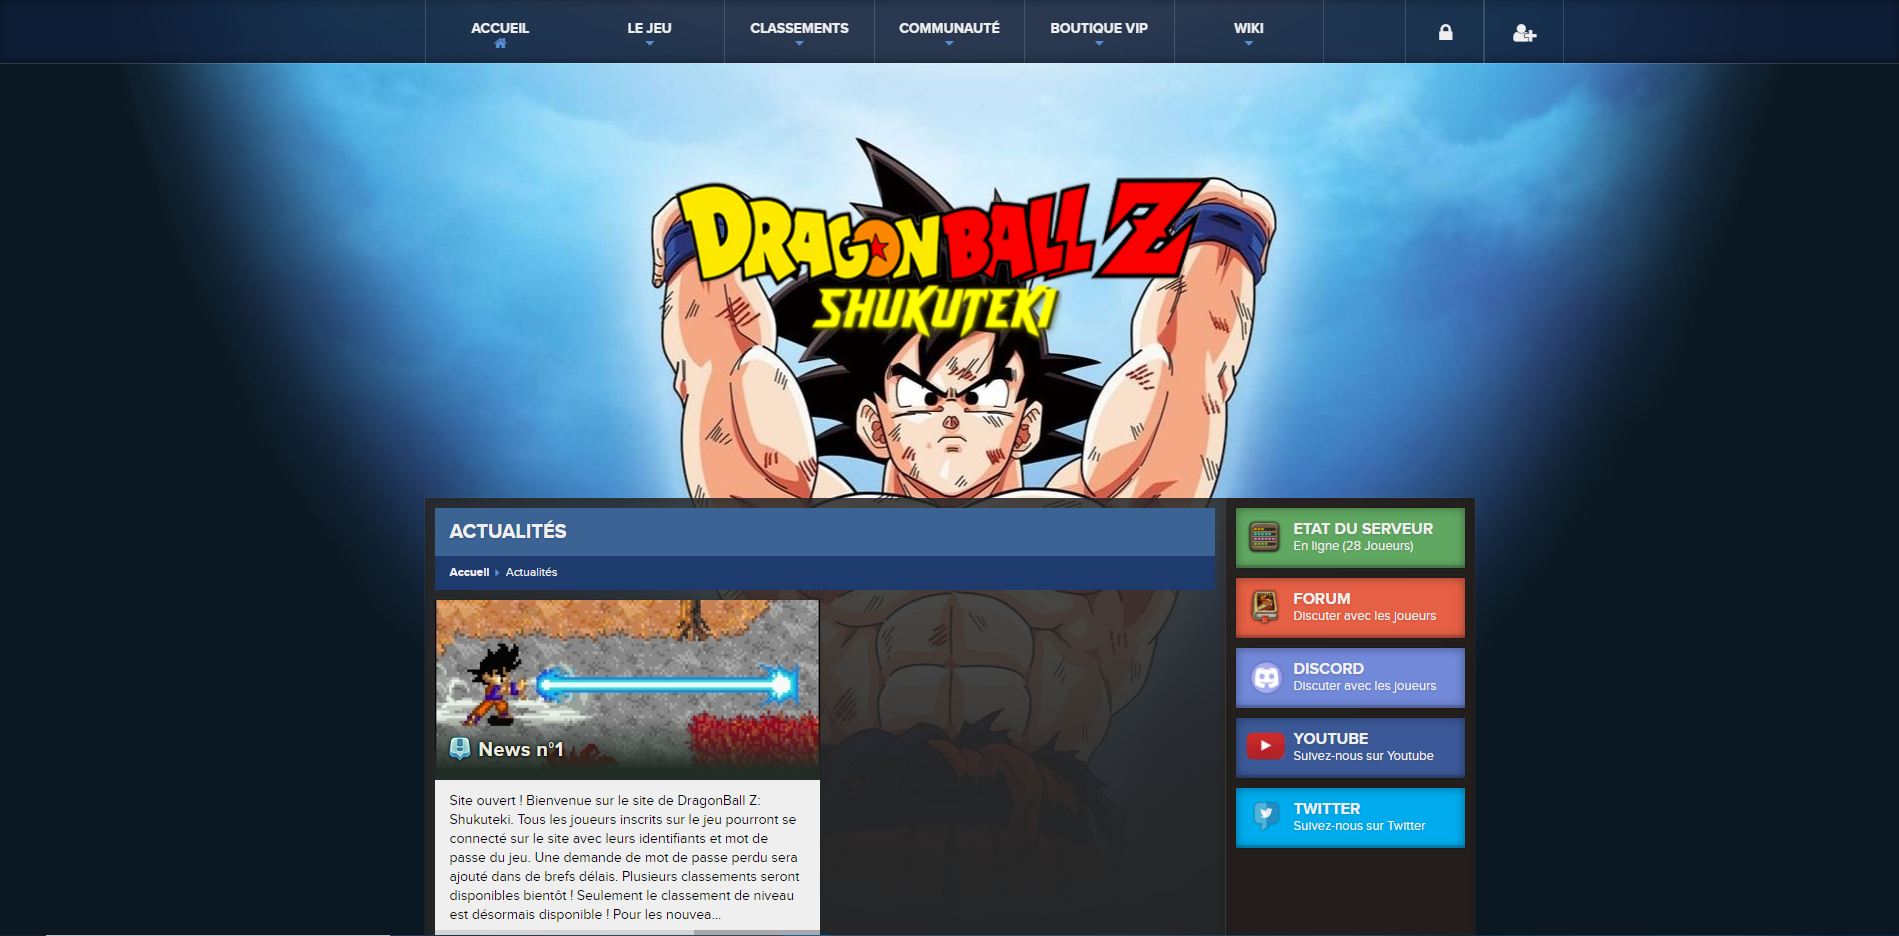 ACCUEIL
LE JEU
CLASSEMENTS
COMMUNAUTÉ
BOUTIQUE VIP
WIKI
DRAGONBALL Z
SHUKUTEKI
ACTUALITÉS
Accueil
Actualités
News n°1
Site ouvert ! Bienvenue sur le site de DragonBall Z:
Shukuteki. Tous les joueurs inscrits sur le jeu pourront se
connecté sur le site avec leurs identifiants et mot de
passe du jeu. Une demande de mot de passe perdu sera
ajouté dans de brefs délais. Plusieurs classements seront
disponibles bientôt ! Seulement le classement de niveau
est désormais disponible ! Pour les nouvea...
ETAT DU SERVEUR
En ligne (28 Joueurs)
FORUM
Discuter avec les joueurs
DISCORD
Discuter avec les joueurs
YOUTUBE
Suivez-nous sur Youtube
TWITTER
Suivez-nous sur Twitter